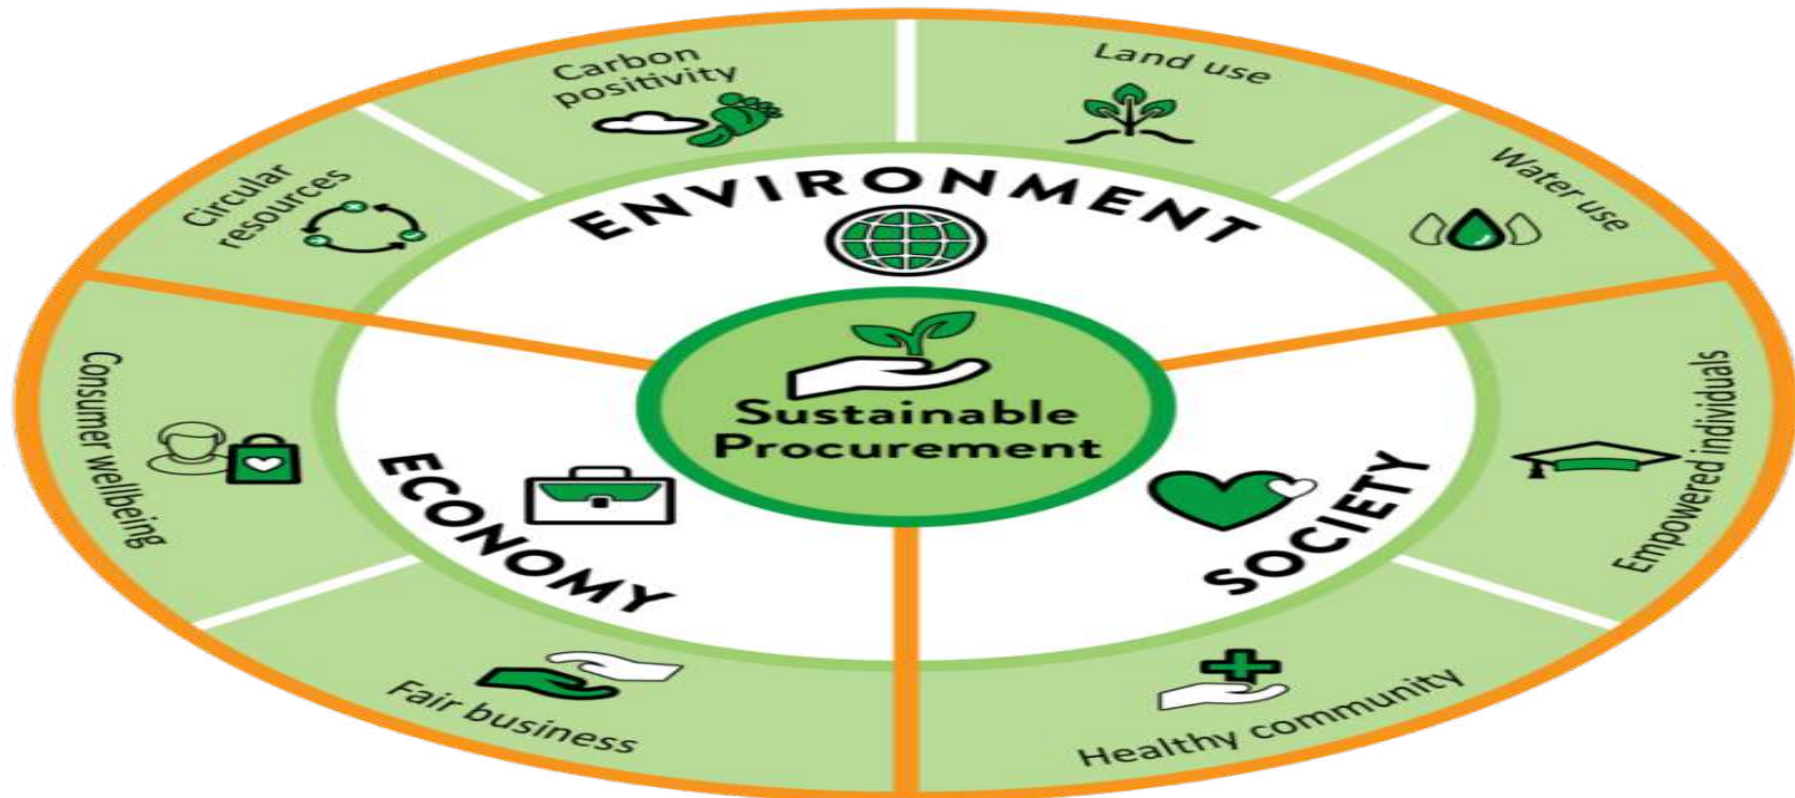 Carbon
positivity
Land use
Circular
resources
Water use
ENVIRONMENT
Sustainable
Procurement
Consumer wellbeing
Empowered individuals
ECONOMY
SOCIETY
Fair business
Healthy community